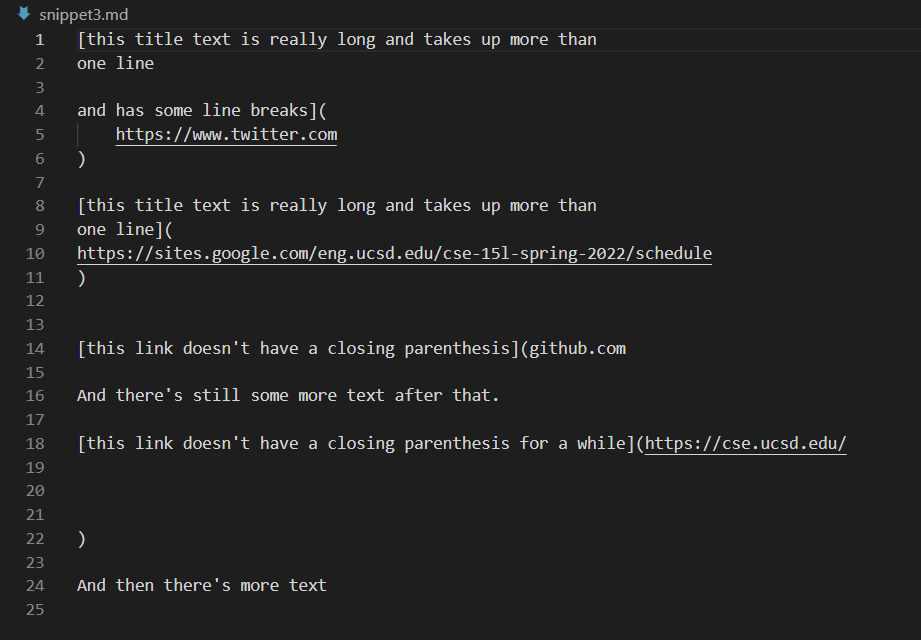 snippet3.md
1 [this title text is really long and takes up more than
2 one line
3
4 and has some line breaks](
5 https://www.twitter.com
6 )
7
8 [this title text is really long and takes up more than
9 one line](
10 https://sites.google.com/eng.ucsd.edu/cse-15l-spring-2022/schedule
11 )
12
13
14 [this link doesn't have a closing parenthesis](github.com
15
16 And there's still some more text after that.
17
18 [this link doesn't have a closing parenthesis for a while](https://cse.ucsd.edu/
19
20
21
22 )
23
24 And then there's more text
25